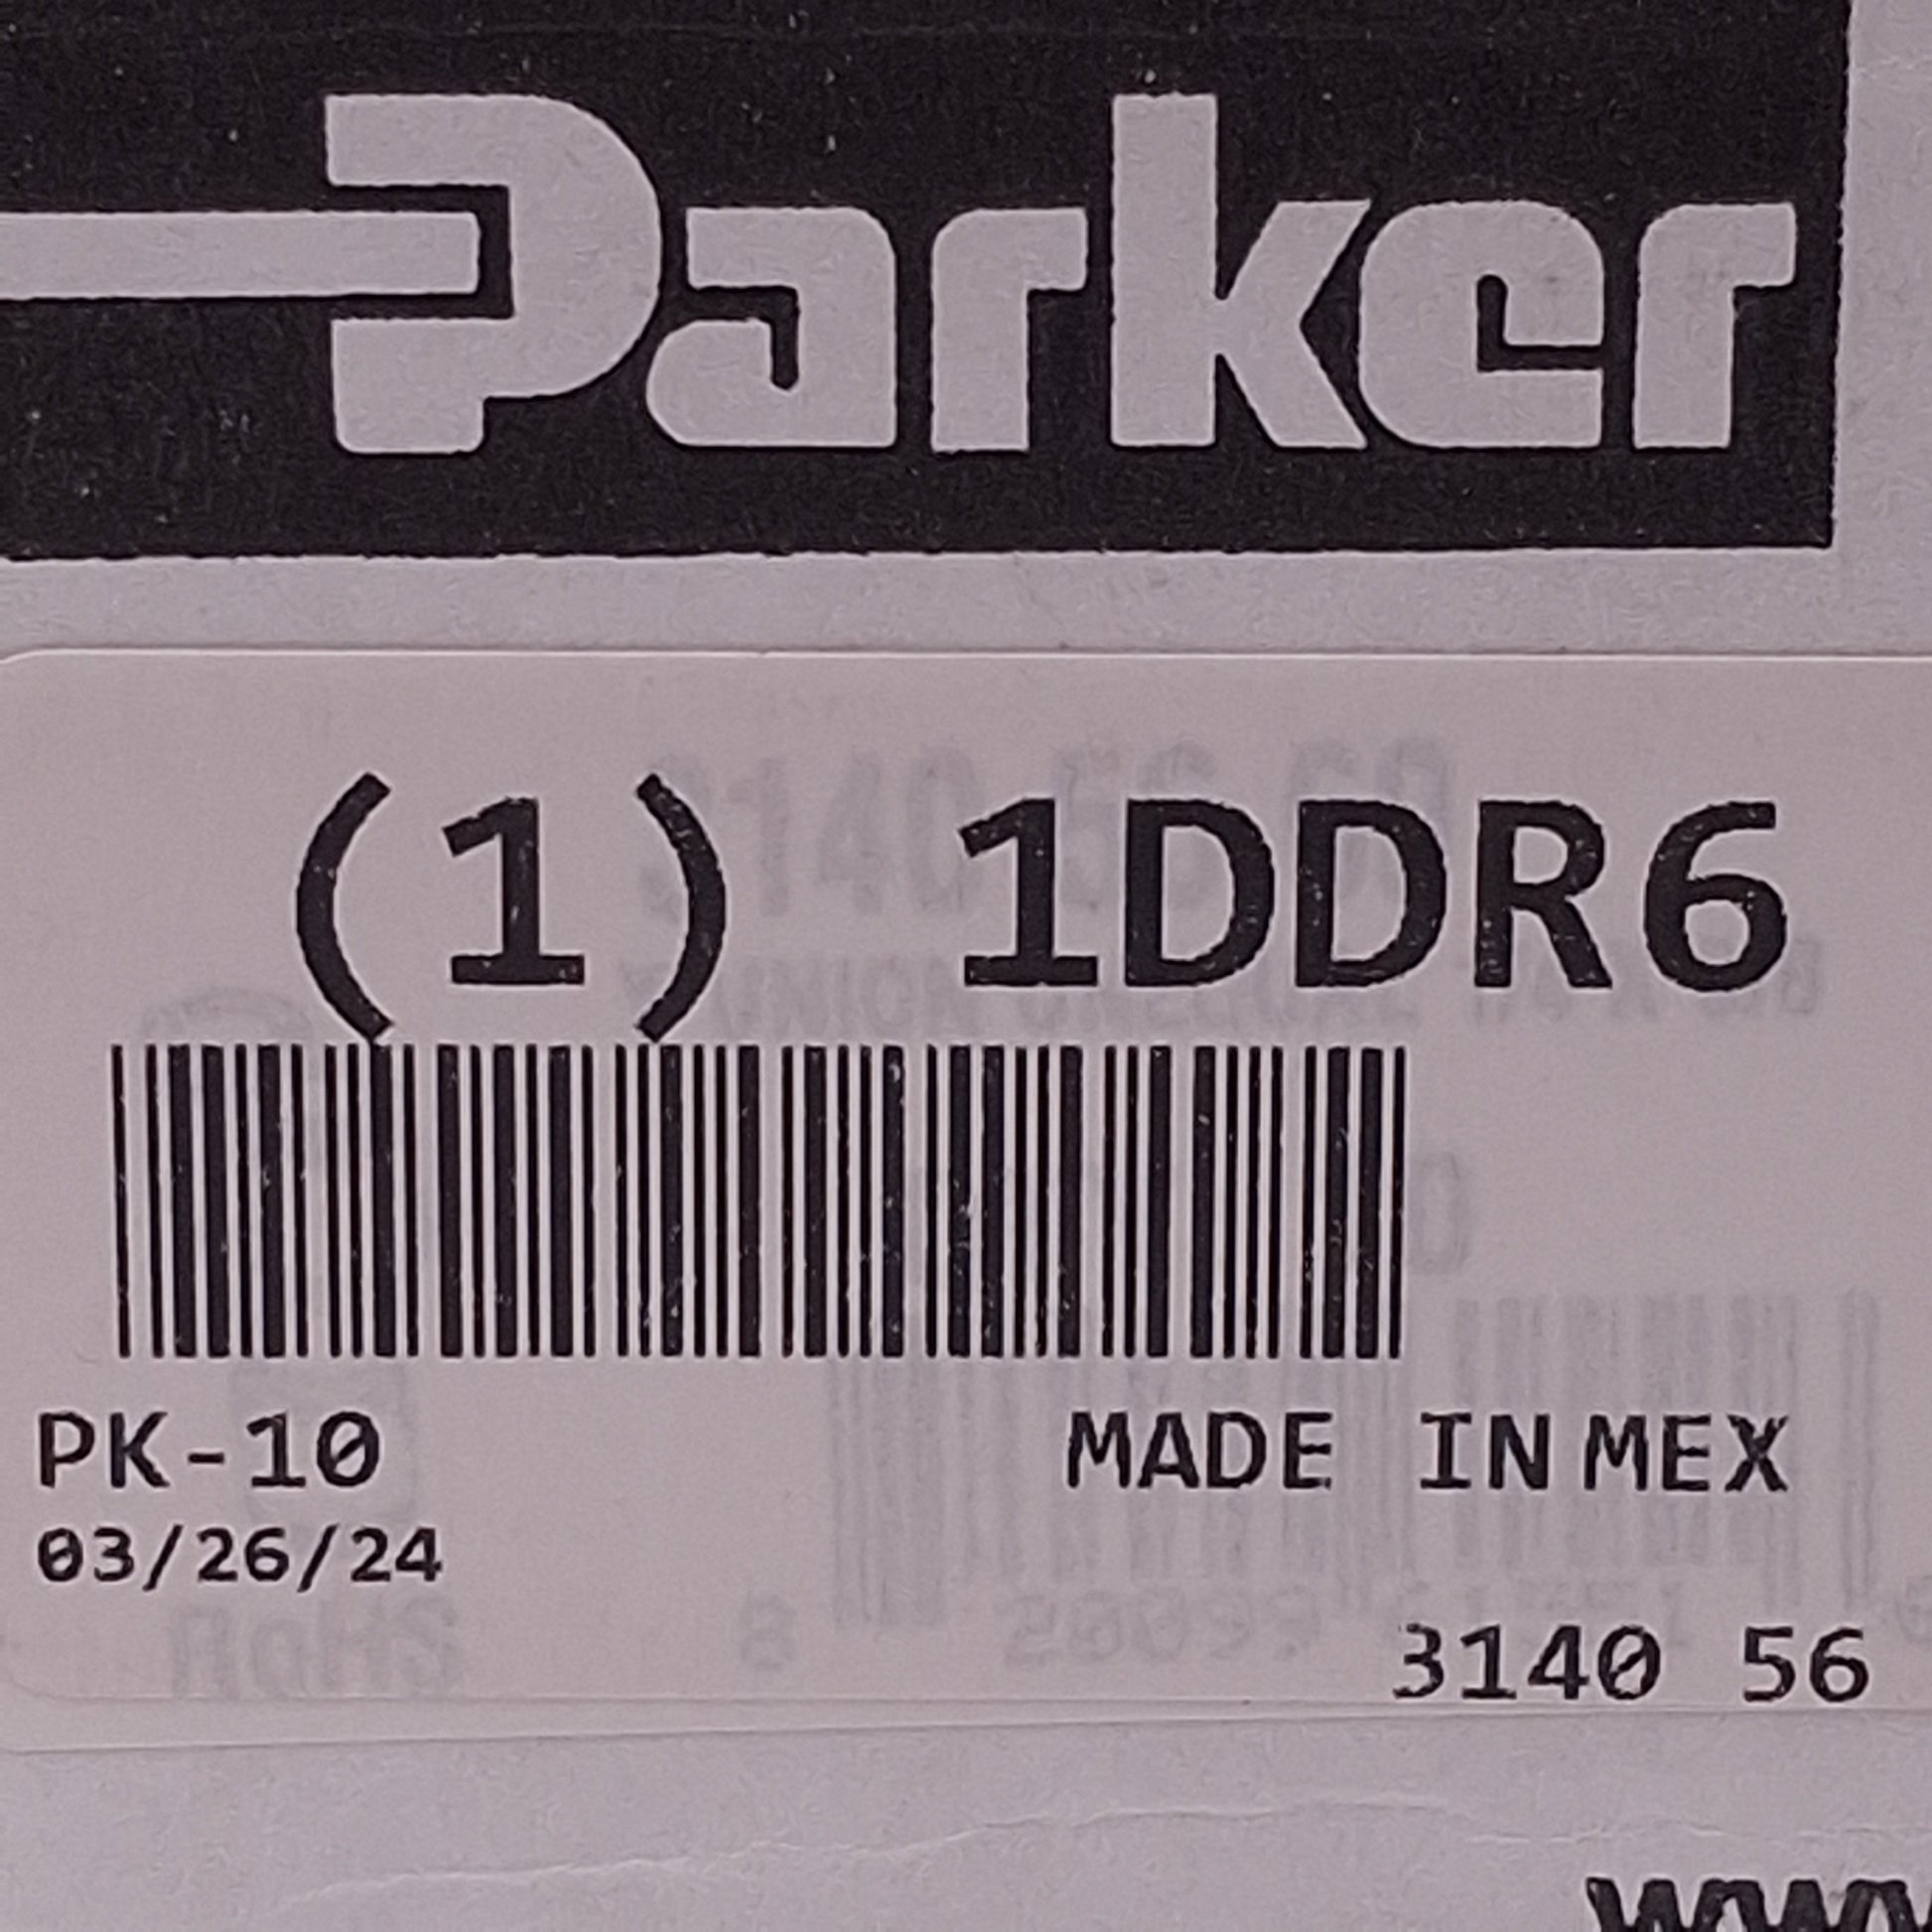 Parker
(1) 1DDR6
PK-10
MADE IN MEX
03/26/24
3140 56